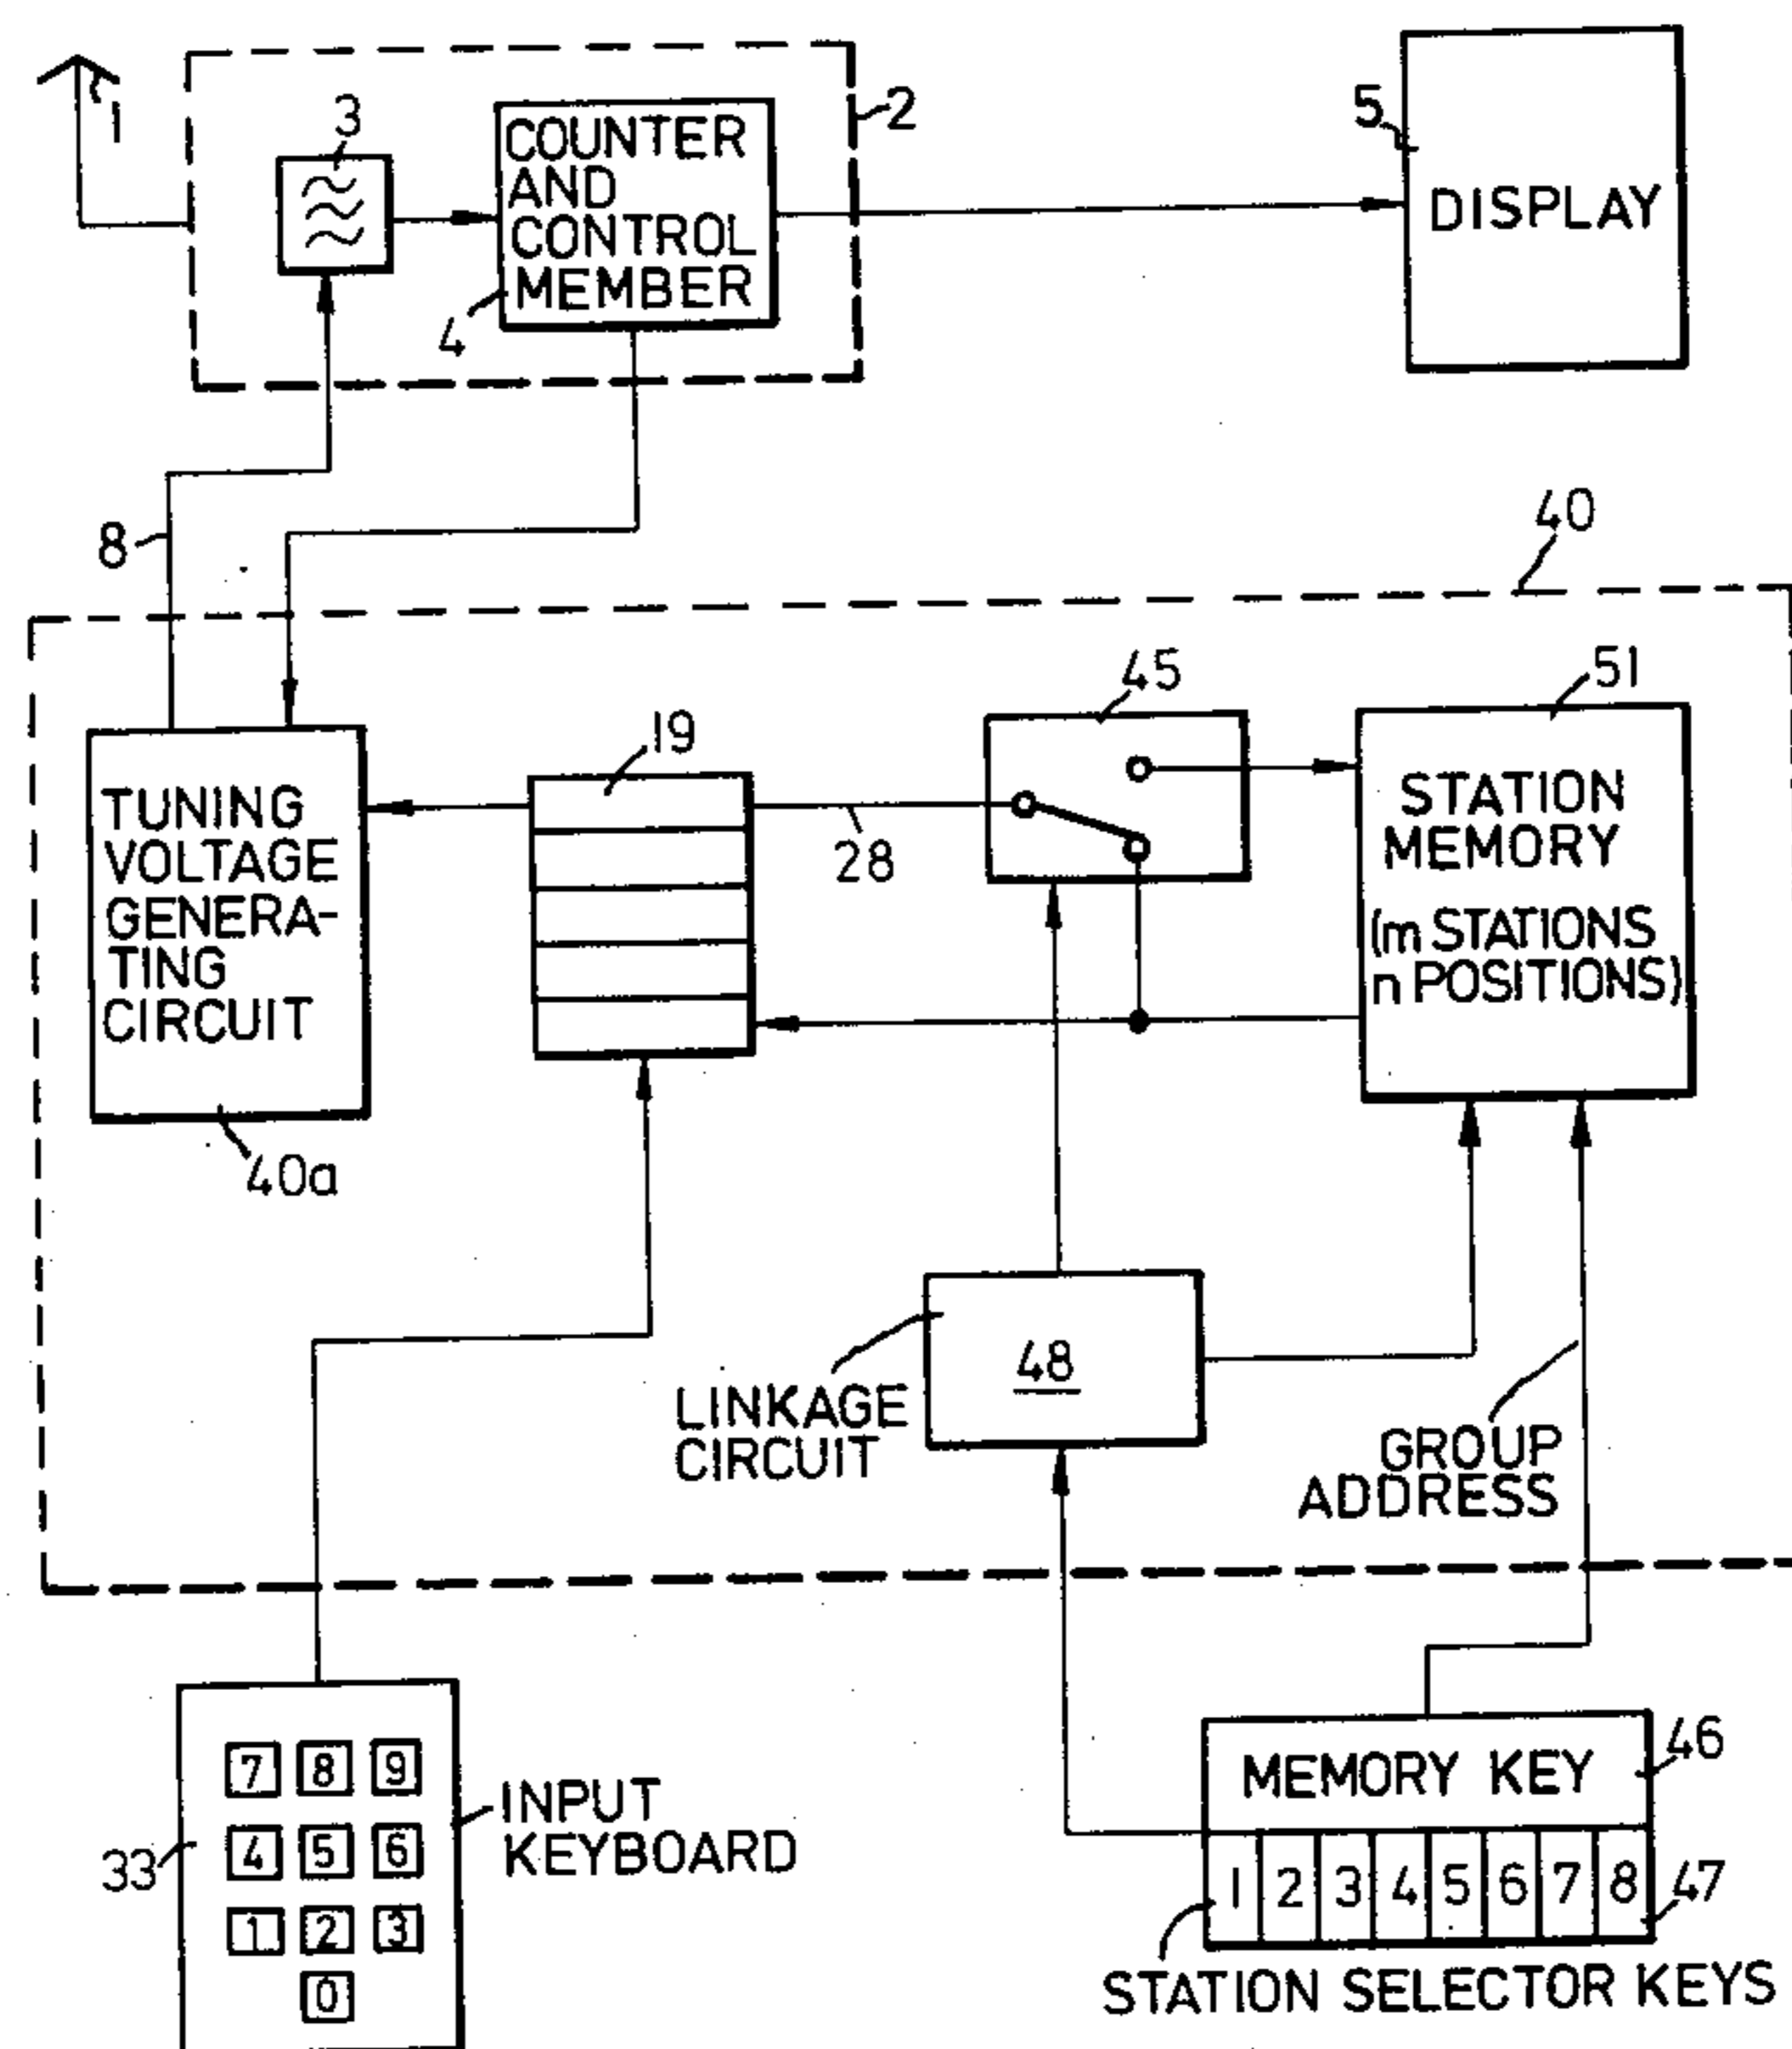 1
2
3
COUNTER
AND
CONTROL
MEMBER
4
5
DISPLAY
8
40
45
51
19
28
TUNING
VOLTAGE
GENERA-
TING
CIRCUIT
40a
STATION
MEMORY
(m STATIONS
n POSITIONS)
48
LINKAGE
CIRCUIT
GROUP
ADDRESS
7 8 9
4 5 6
1 2 3
0
33
INPUT
KEYBOARD
MEMORY KEY
46
1 2 3 4 5 6 7 8
47
STATION SELECTOR KEYS